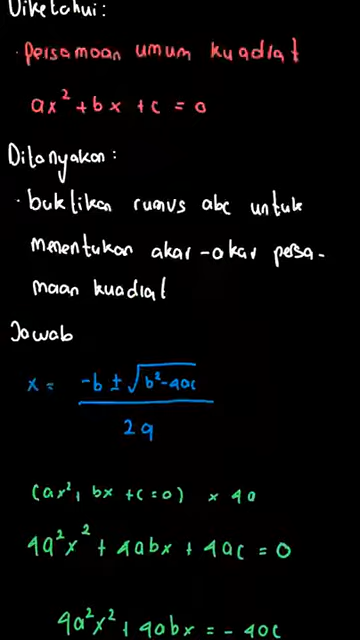 Diketahui:
• persamaan umum kuadrat
ax² + bx + c = 0
Ditanyakan:
• buktikan rumus abc untuk
menentukan akar-akar persa-
maan kuadrat
Jawab
x = (-b ± √(b² - 4ac)) / 2a
(ax² + bx + c = 0) × 4a
4a²x² + 4abx + 4ac = 0
4a²x² + 4abx = - 4ac